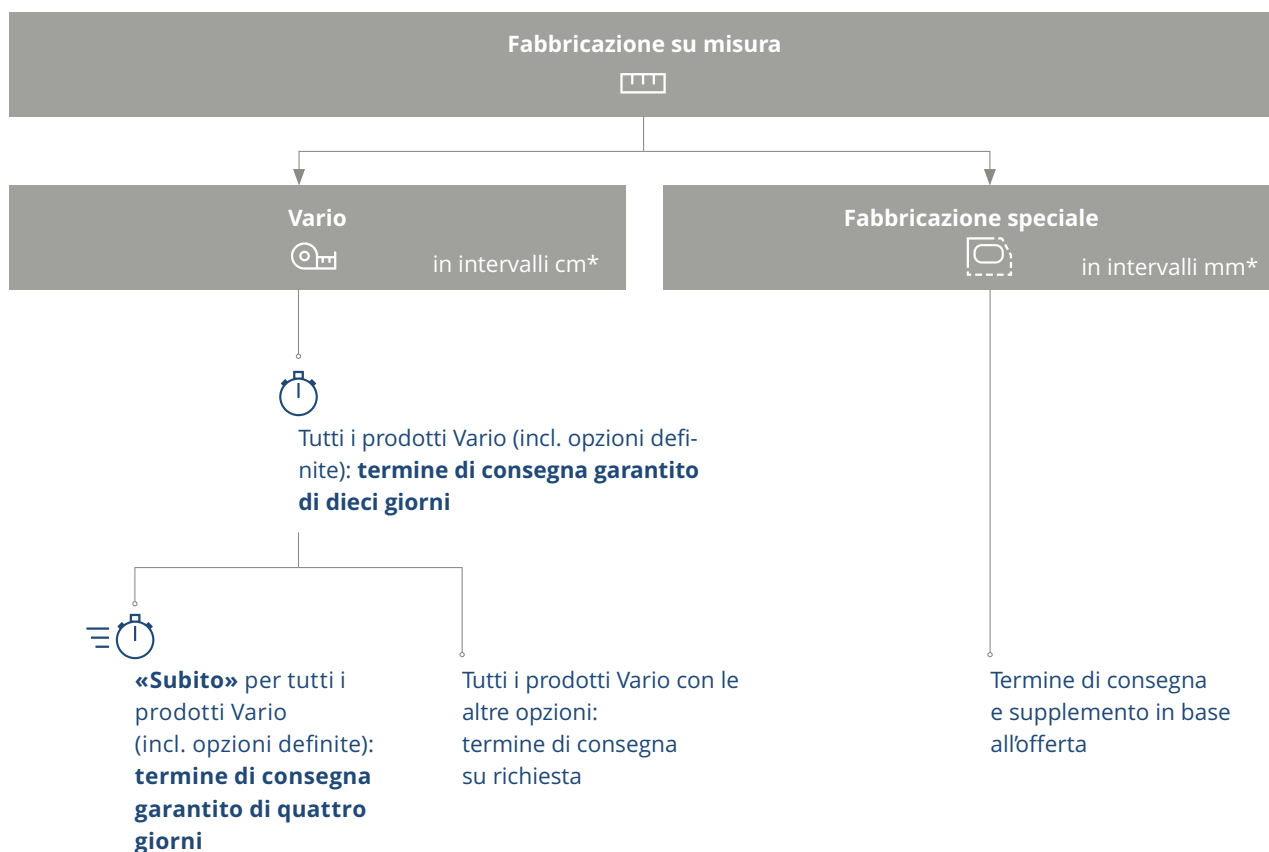 Fabbricazione su misura
Vario
in intervalli cm*
Fabbricazione speciale
in intervalli mm*
Tutti i prodotti Vario (incl. opzioni defi-
nite): termine di consegna garantito
di dieci giorni
«Subito» per tutti i
prodotti Vario
(incl. opzioni definite):
termine di consegna
garantito di quattro
giorni
Tutti i prodotti Vario con le
altre opzioni:
termine di consegna
su richiesta
Termine di consegna
e supplemento in base
all’offerta